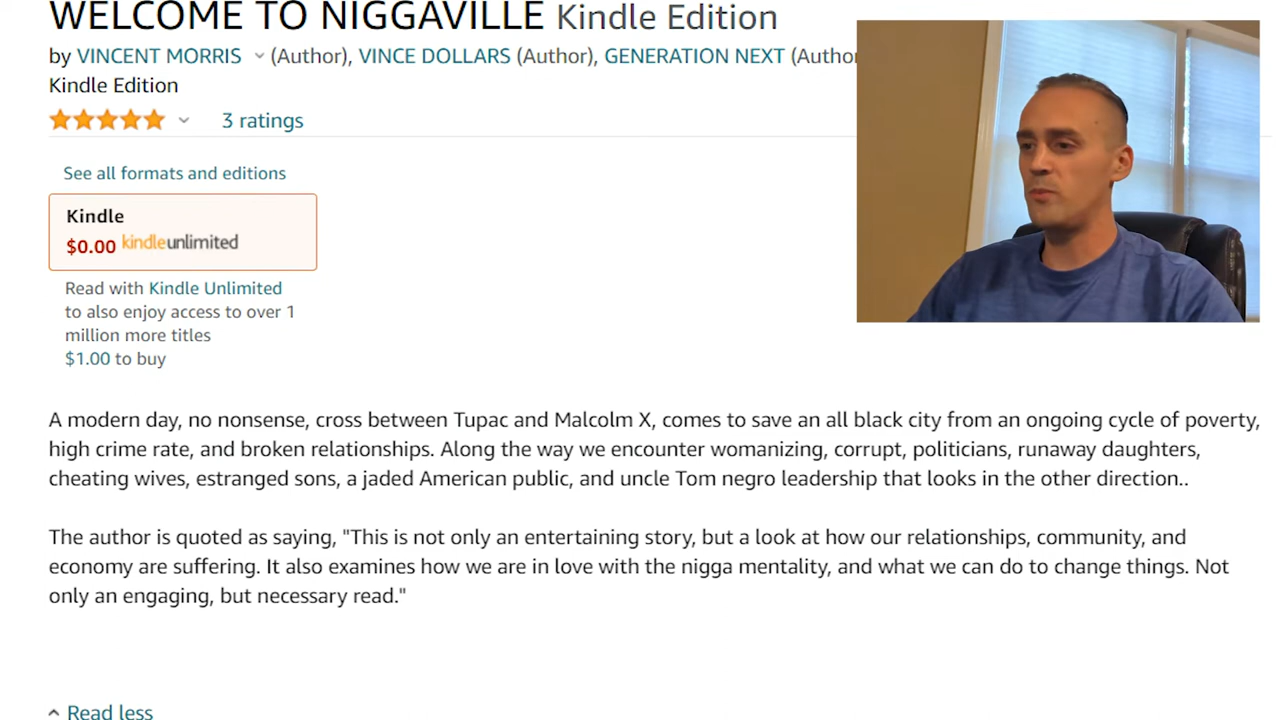 WELCOME TO NIGGAVILLE Kindle Edition
by VINCENT MORRIS (Author), VINCE DOLLARS (Author), GENERATION NEXT (Author
Kindle Edition
3 ratings
See all formats and editions
Kindle
$0.00 kindleunlimited
Read with Kindle Unlimited
to also enjoy access to over 1
million more titles
$1.00 to buy
A modern day, no nonsense, cross between Tupac and Malcolm X, comes to save an all black city from an ongoing cycle of poverty,
high crime rate, and broken relationships. Along the way we encounter womanizing, corrupt, politicians, runaway daughters,
cheating wives, estranged sons, a jaded American public, and uncle Tom negro leadership that looks in the other direction..
The author is quoted as saying, "This is not only an entertaining story, but a look at how our relationships, community, and
economy are suffering. It also examines how we are in love with the nigga mentality, and what we can do to change things. Not
only an engaging, but necessary read."
Read less